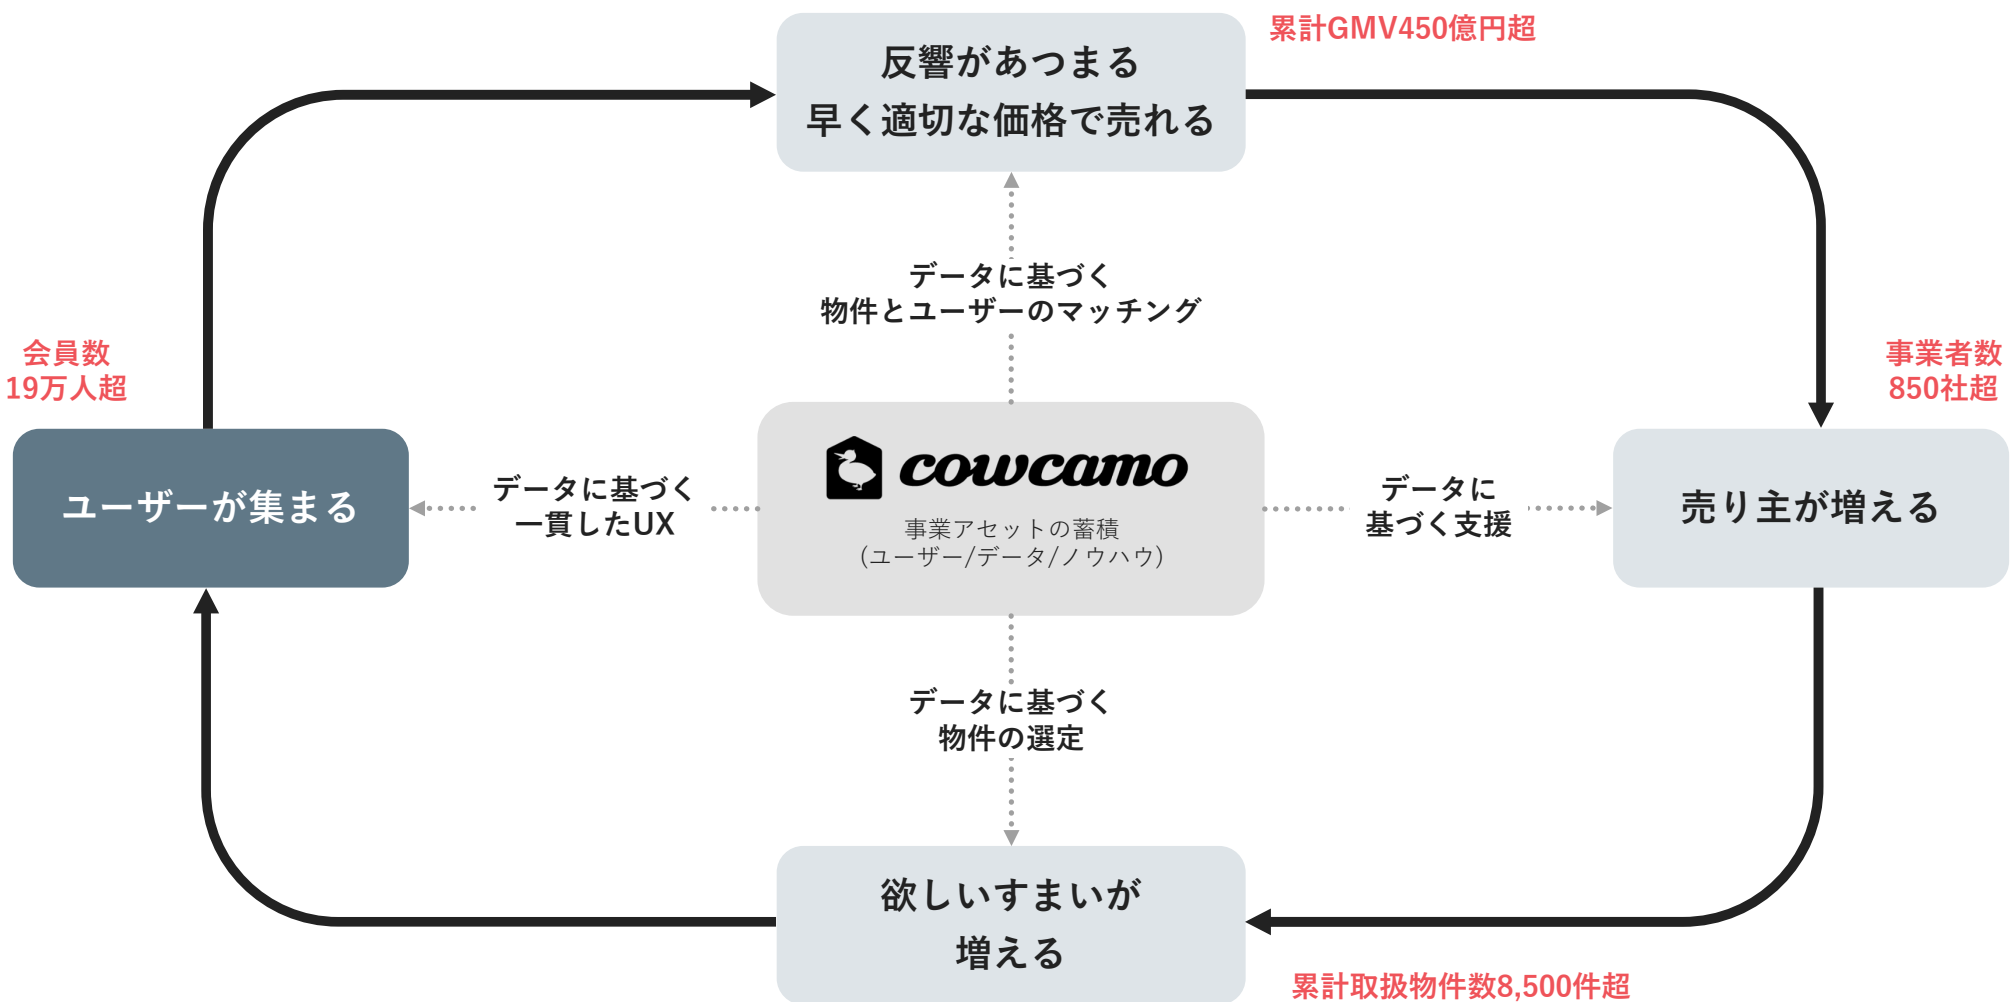 累計GMV450億円超
反響があつまる
早く適切な価格で売れる
データに基づく
物件とユーザーのマッチング
会員数
19万人超
事業者数
850社超
ユーザーが集まる
データに基づく
一貫したUX
cowcamo
事業アセットの蓄積
(ユーザー/データ/ノウハウ)
データに
基づく支援
売り主が増える
データに基づく
物件の選定
欲しいすまいが
増える
累計取扱物件数8,500件超